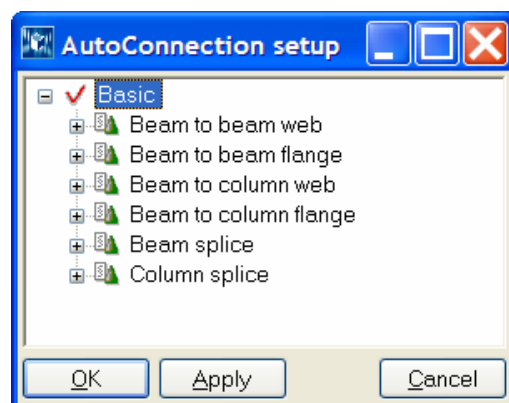 AutoConnection setup
Basic
Beam to beam web
Beam to beam flange
Beam to column web
Beam to column flange
Beam splice
Column splice
OK Apply Cancel